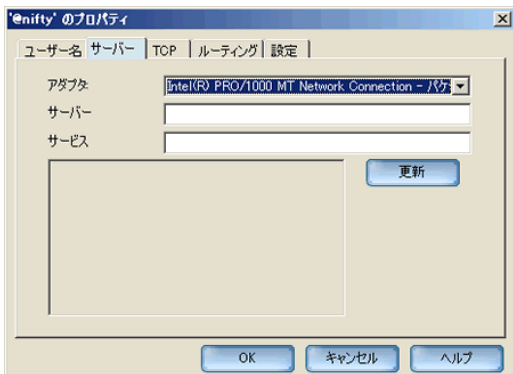 '@nifty' のプロパティ
ユーザー名 サーバー TCP ルーティング 設定
アダプタ: Intel(R) PRO/1000 MT Network Connection - パケ
サーバー
サービス
更新
OK キャンセル ヘルプ